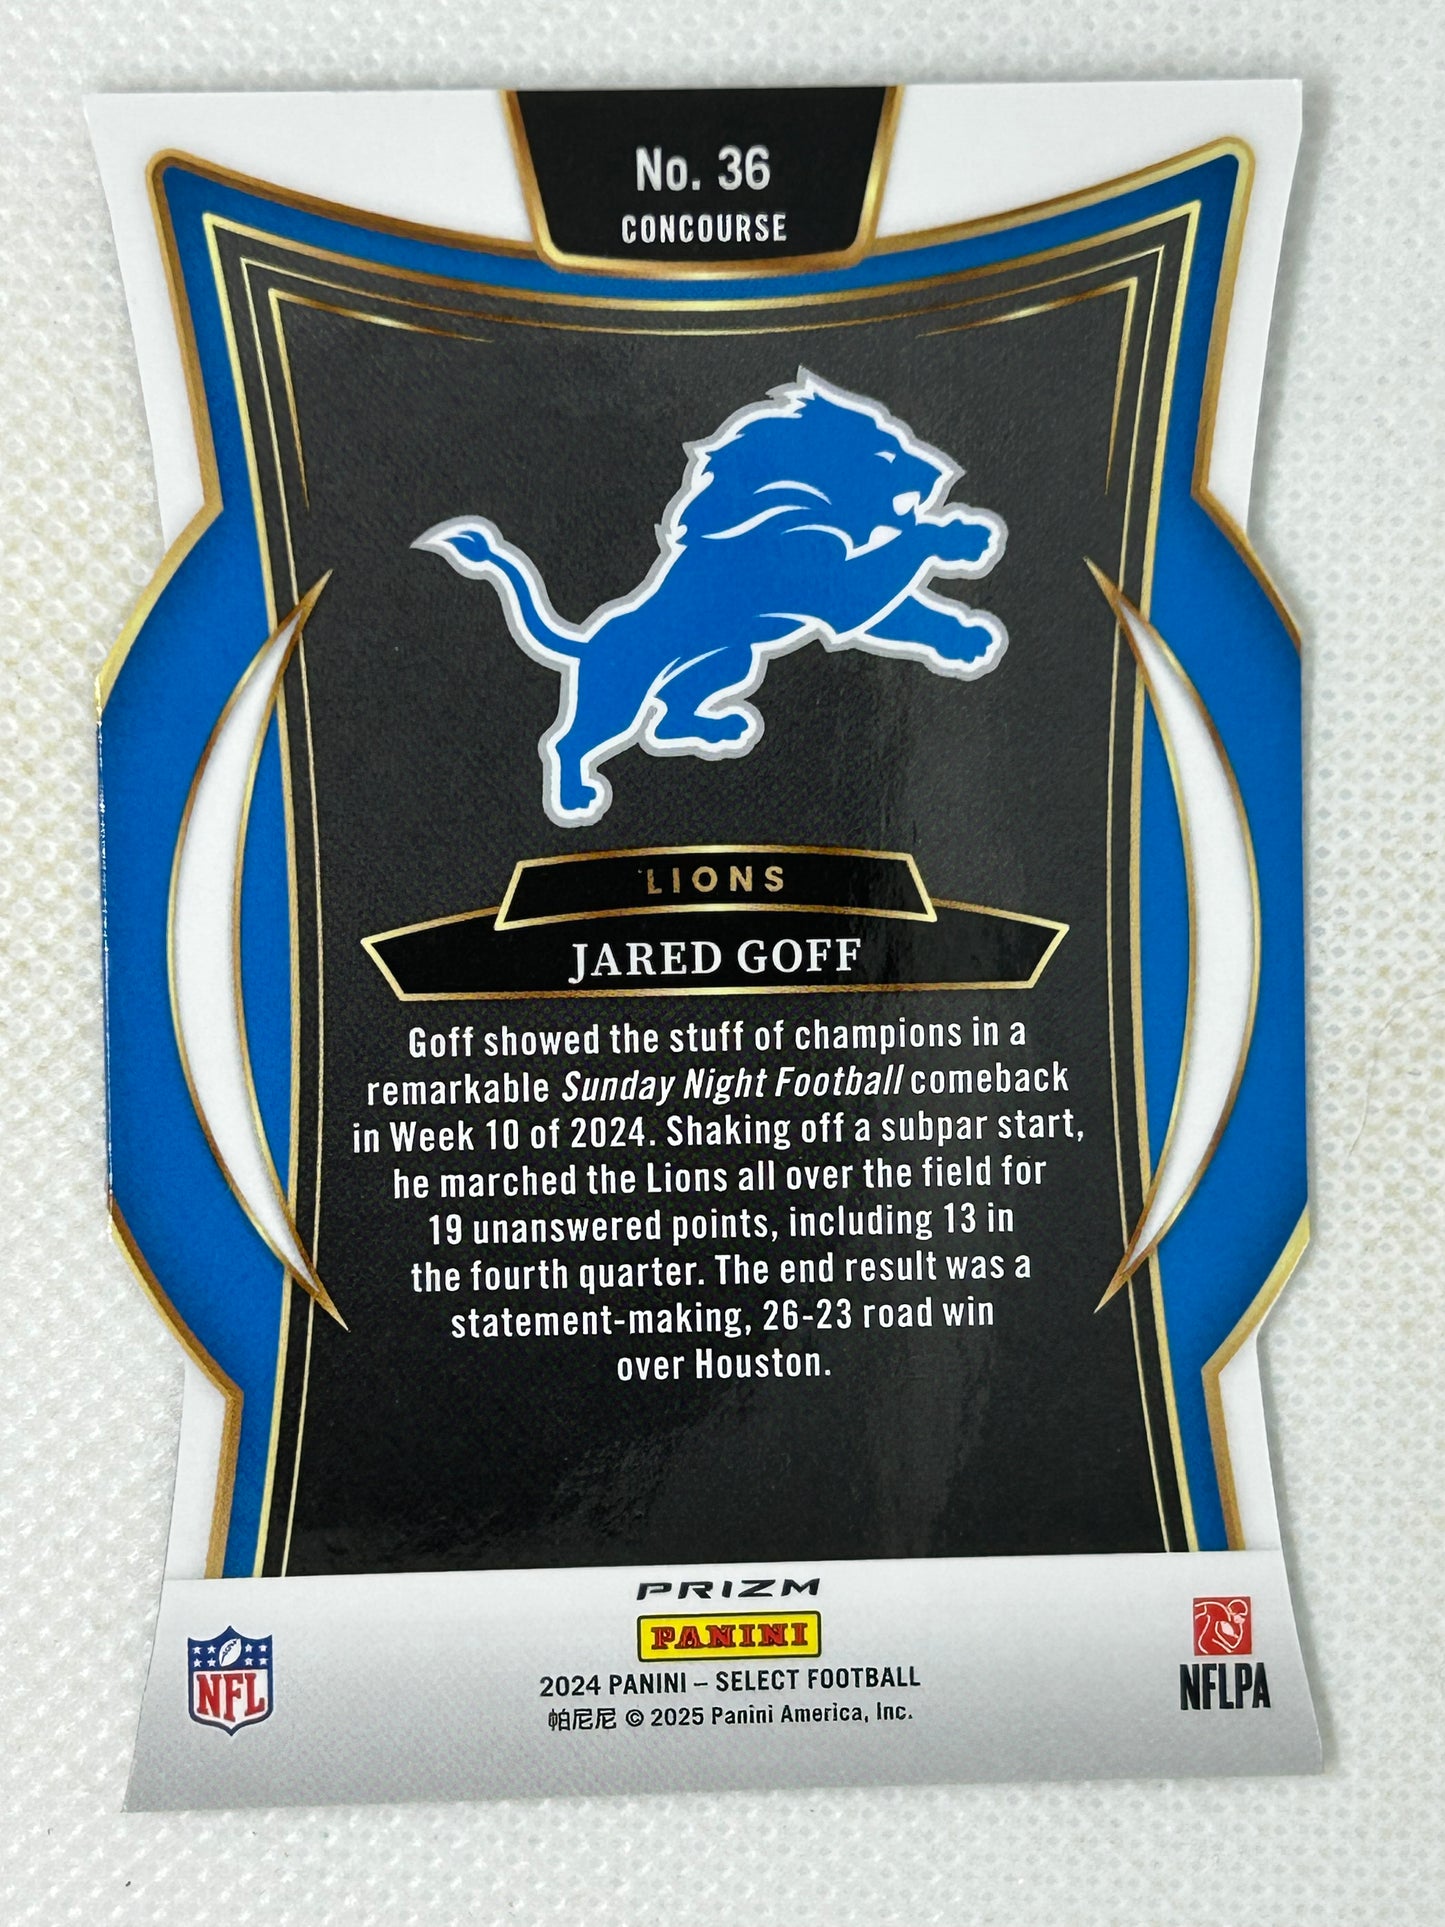 No. 36
CONCOURSE
LIONS
JARED GOFF
Goff showed the stuff of champions in a
remarkable Sunday Night Football comeback
in Week 10 of 2024. Shaking off a subpar start,
he marched the Lions all over the field for
19 unanswered points, including 13 in
the fourth quarter. The end result was a
statement-making, 26-23 road win
over Houston.
PRIZM
PANINI
NFL
NFLPA
2024 PANINI – SELECT FOOTBALL
帕尼尼 © 2025 Panini America, Inc.